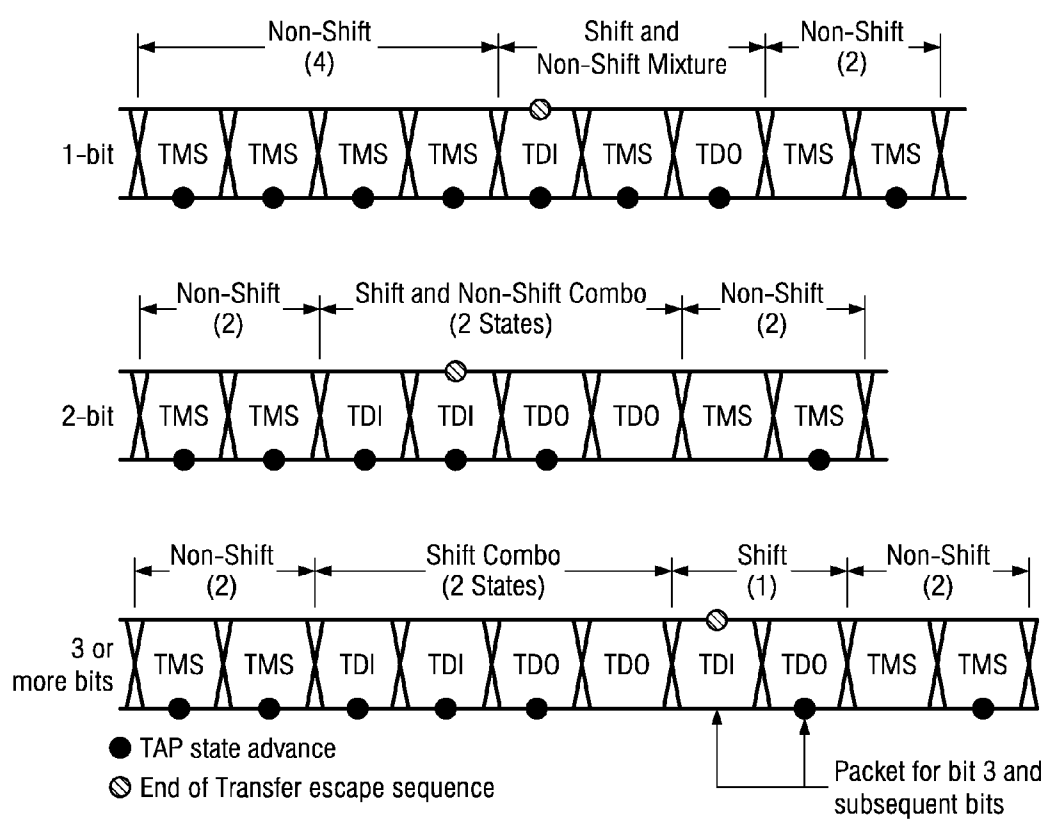 Non-Shift (4)
Shift and Non-Shift Mixture
Non-Shift (2)
1-bit TMS TMS TMS TMS TDI TMS TDO TMS TMS
Non-Shift (2)
Shift and Non-Shift Combo (2 States)
Non-Shift (2)
2-bit TMS TMS TDI TDI TDO TDO TMS TMS
Non-Shift (2)
Shift Combo (2 States)
Shift (1)
Non-Shift (2)
3 or more bits TMS TMS TDI TDI TDO TDO TDI TDO TMS TMS
TAP state advance
End of Transfer escape sequence
Packet for bit 3 and
subsequent bits